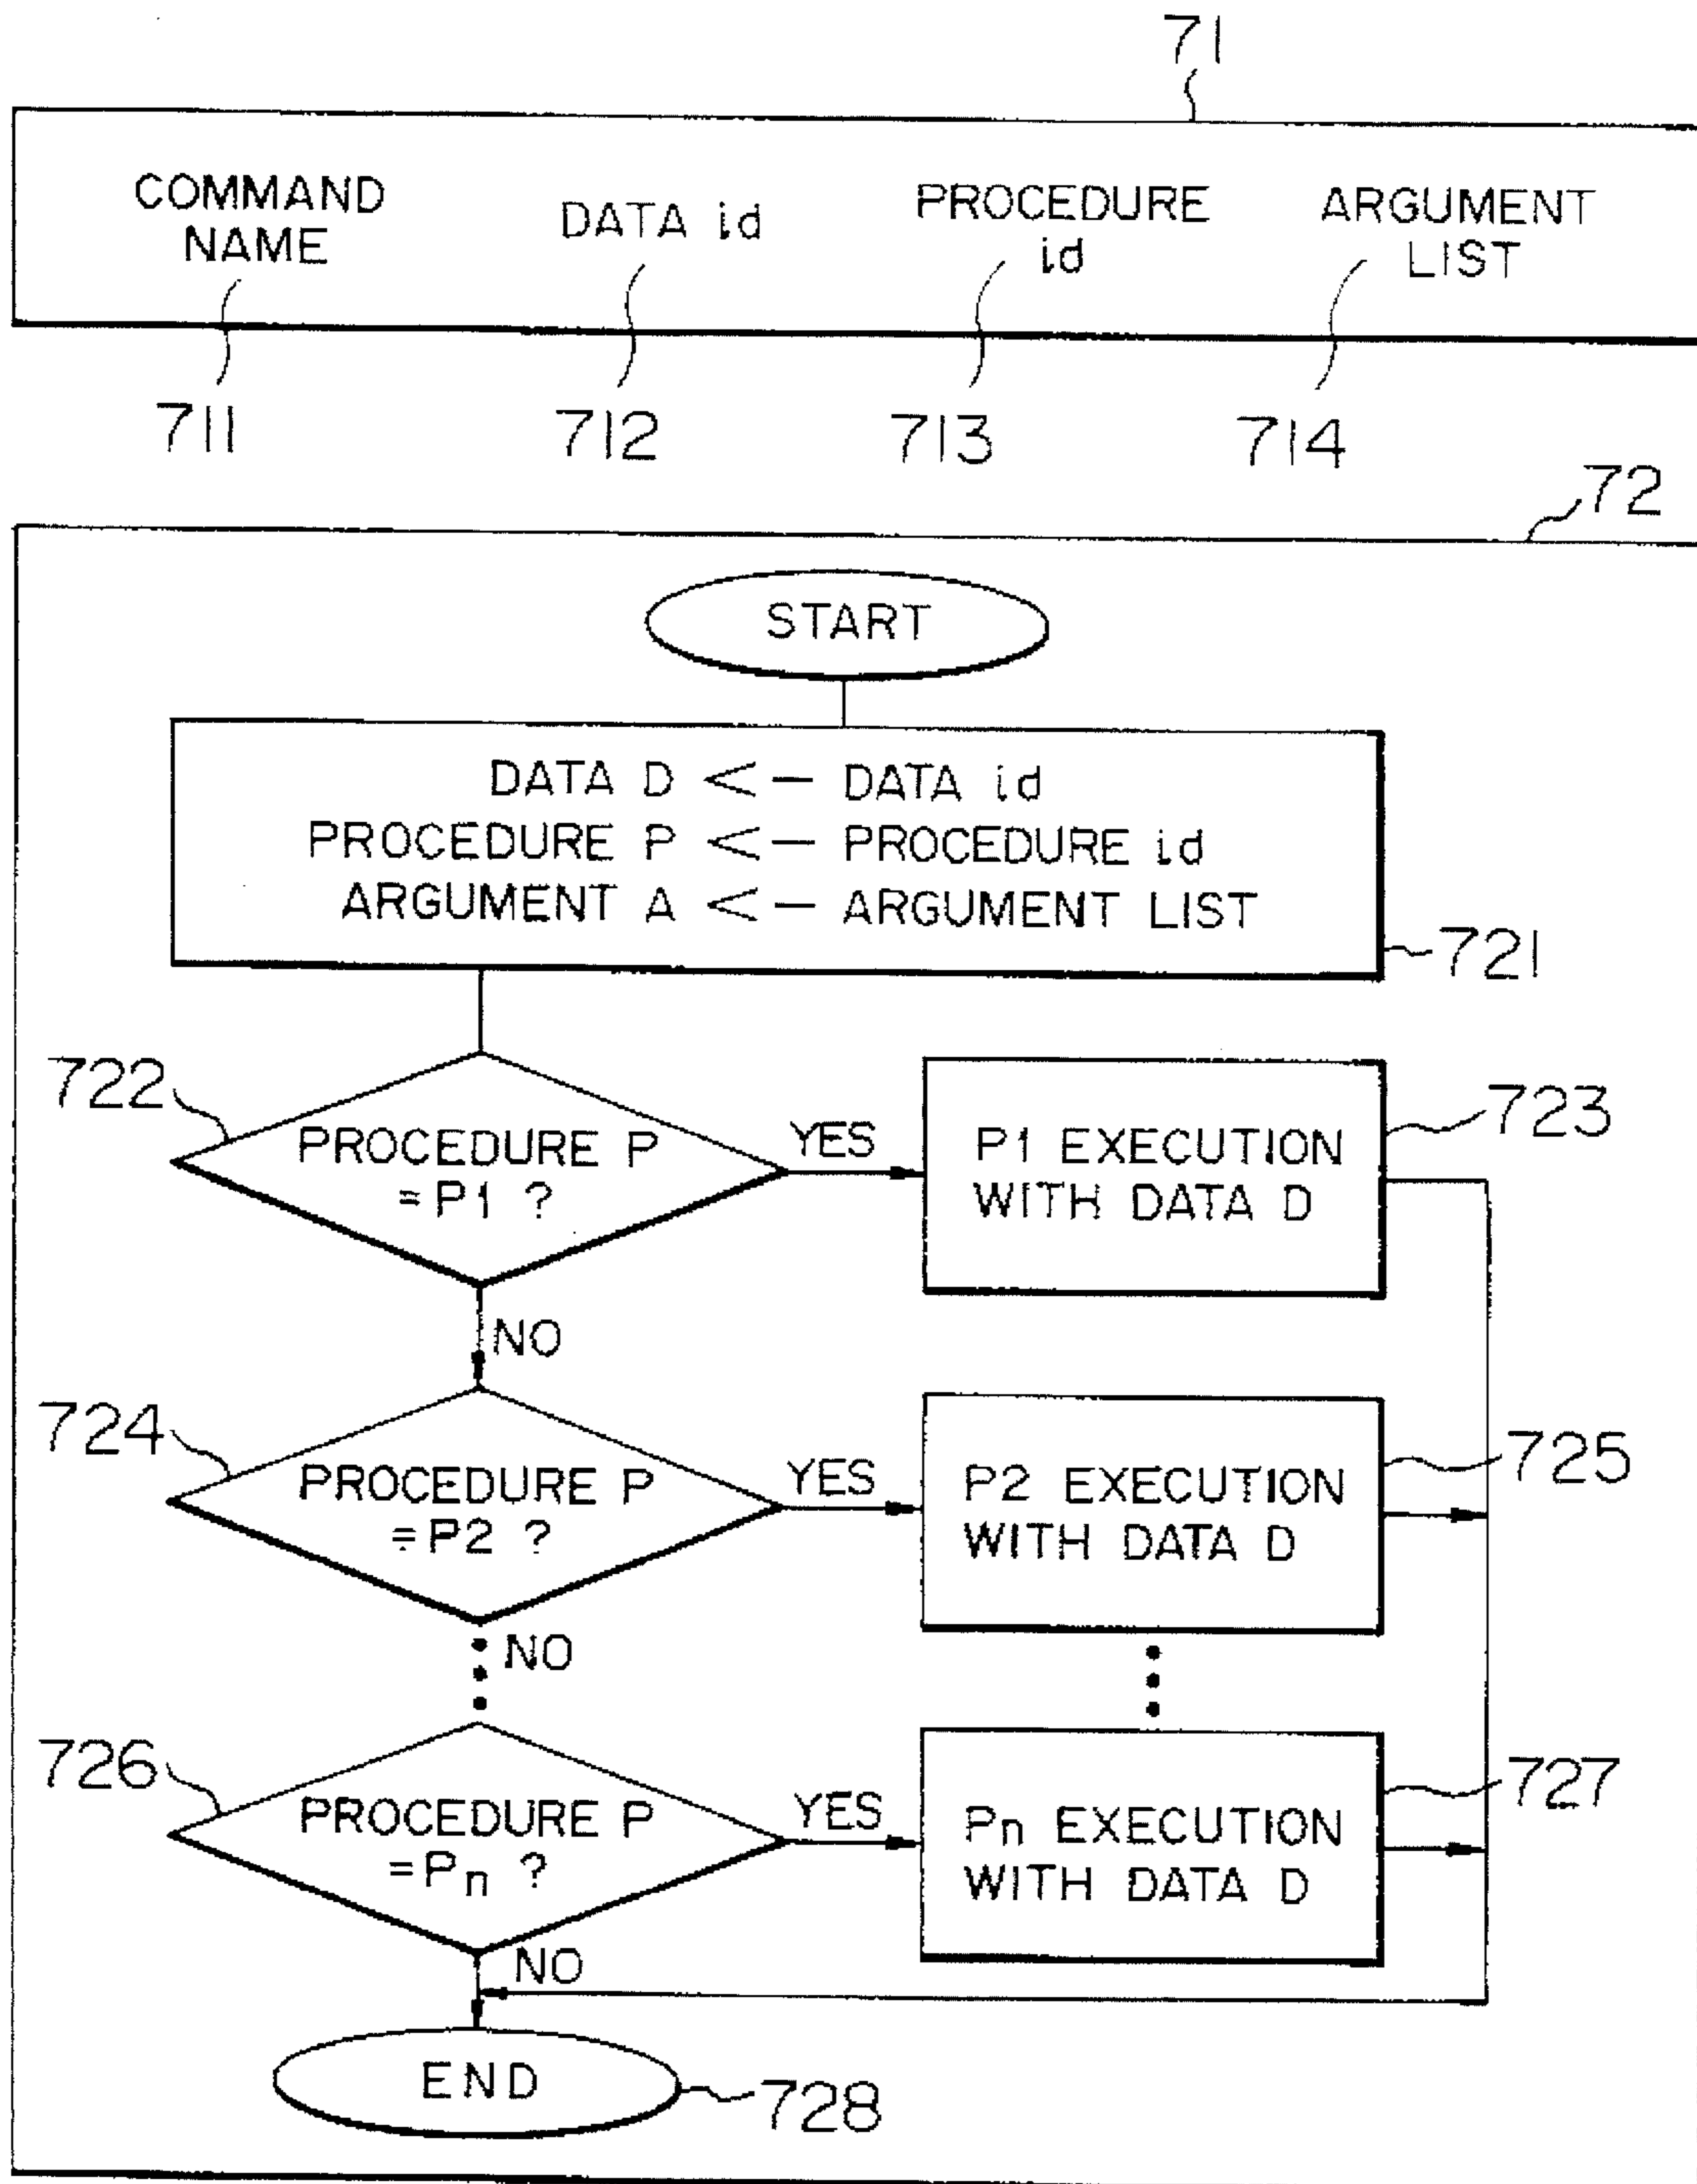 71
COMMAND NAME
DATA id
PROCEDURE id
ARGUMENT LIST
711
712
713
714
72
START
DATA D <— DATA id
PROCEDURE P <— PROCEDURE id
ARGUMENT A <— ARGUMENT LIST
721
722
PROCEDURE P
=P1 ?
YES
P1 EXECUTION
WITH DATA D
723
NO
724
PROCEDURE P
=P2 ?
YES
P2 EXECUTION
WITH DATA D
725
NO
726
PROCEDURE P
=Pn ?
YES
Pn EXECUTION
WITH DATA D
727
NO
END
728